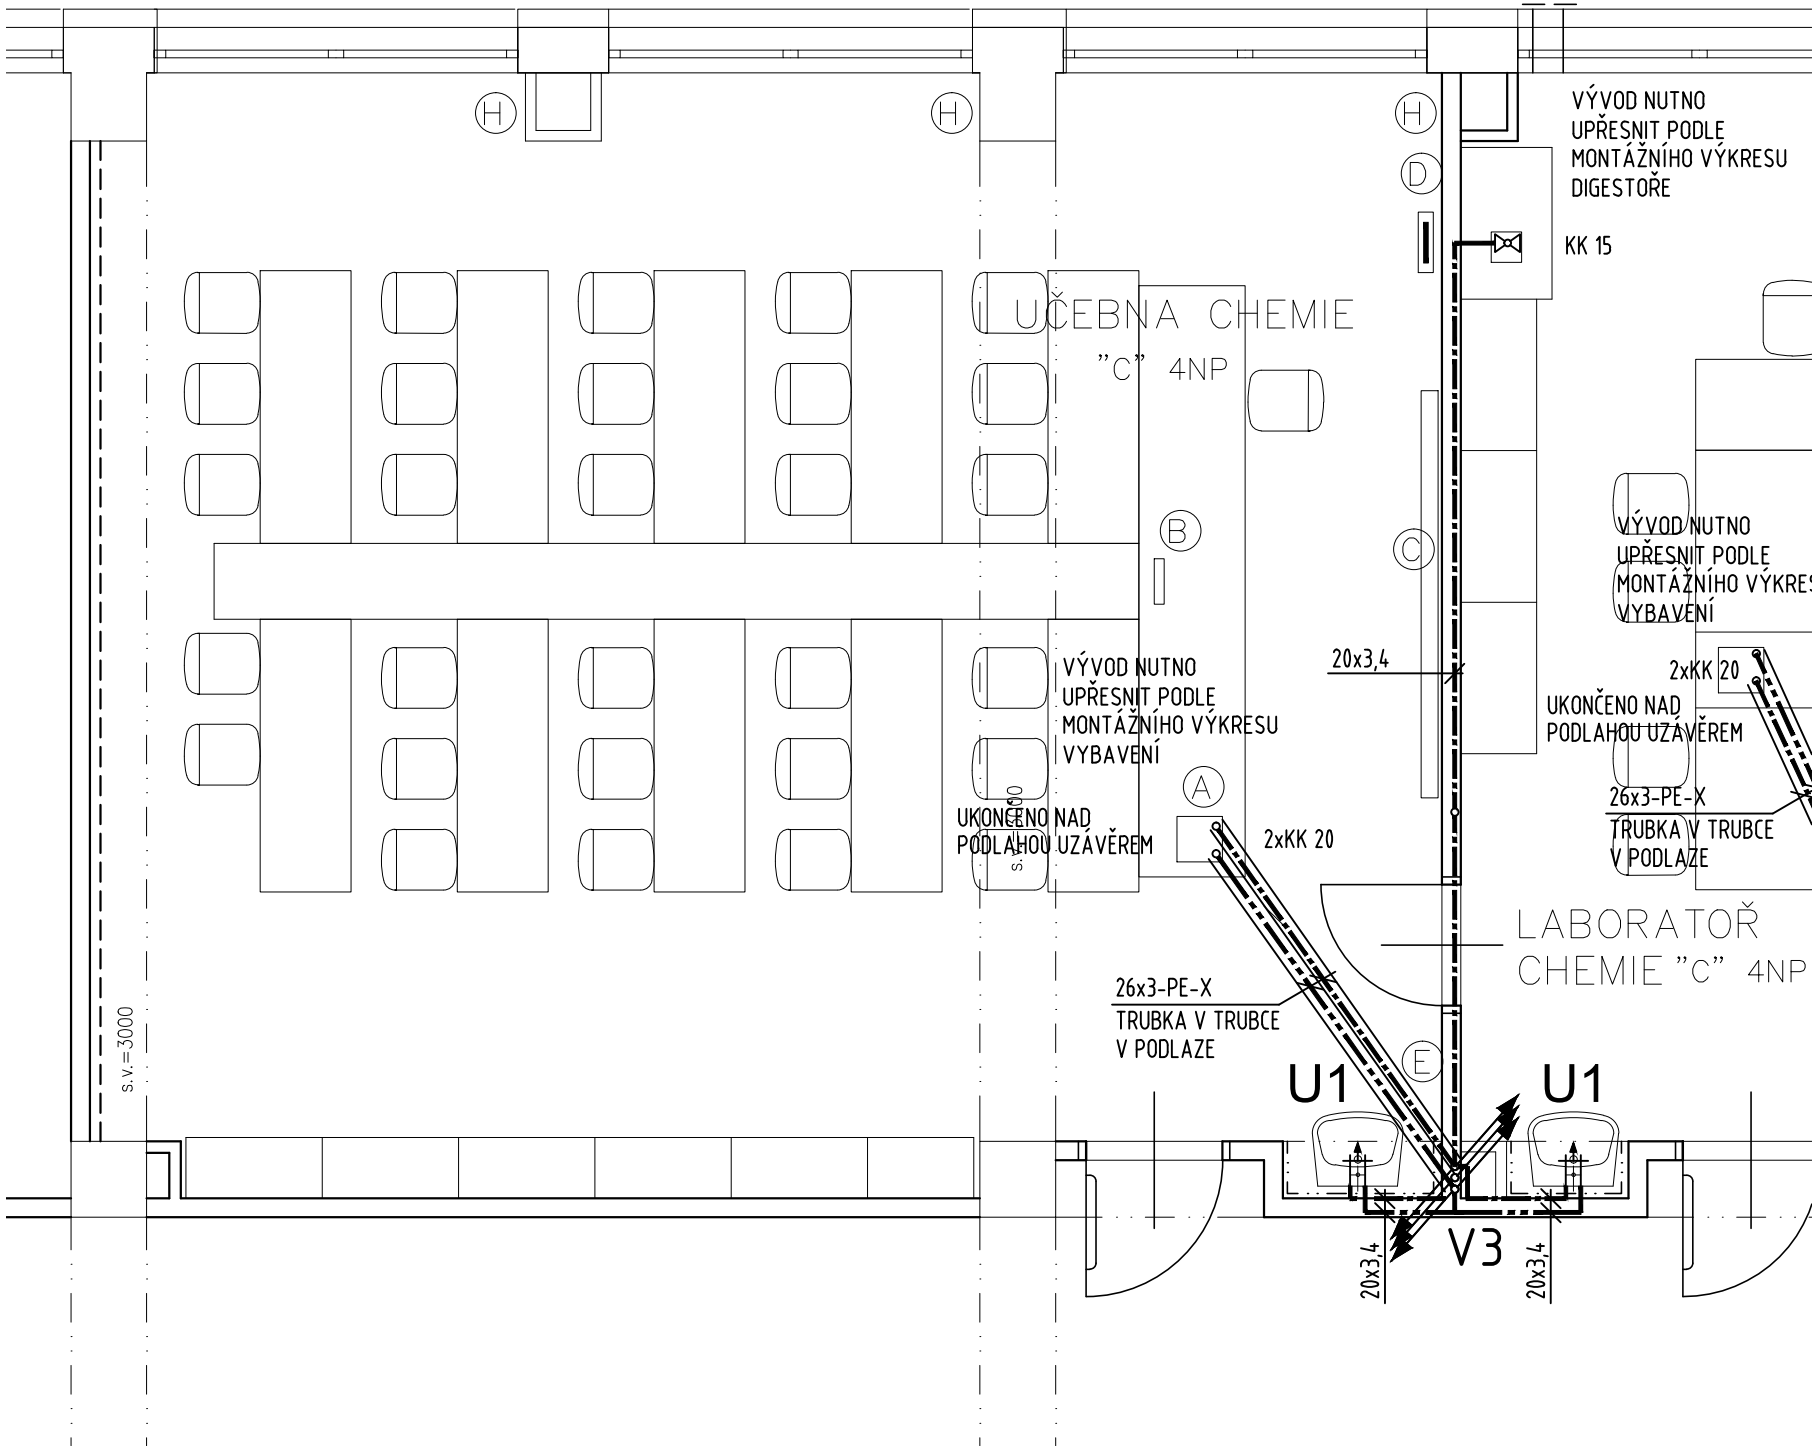 H
H
H
VÝVOD NUTNO
UPŘESNIT PODLE
MONTÁŽNÍHO VÝKRESU
DIGESTOŘE
D
KK 15
UČEBNA CHEMIE
”C” 4NP
B
C
VÝVOD NUTNO
UPŘESNIT PODLE
MONTÁŽNÍHO VÝKRES
VYBAVENÍ
20x3,4
2xKK 20
VÝVOD NUTNO
UPŘESNIT PODLE
MONTÁŽNÍHO VÝKRESU
VYBAVENÍ
UKONČENO NAD
PODLAHOU UZÁVĚREM
A
26x3-PE-X
TRUBKA V TRUBCE
V PODLAZE
UKONČENO NAD
PODLAHOU UZÁVĚREM
s.v.=3000
2xKK 20
LABORATOŘ
CHEMIE ”C” 4NP
26x3-PE-X
TRUBKA V TRUBCE
V PODLAZE
s.v.=3000
E
U1
U1
V3
20x3,4
20x3,4